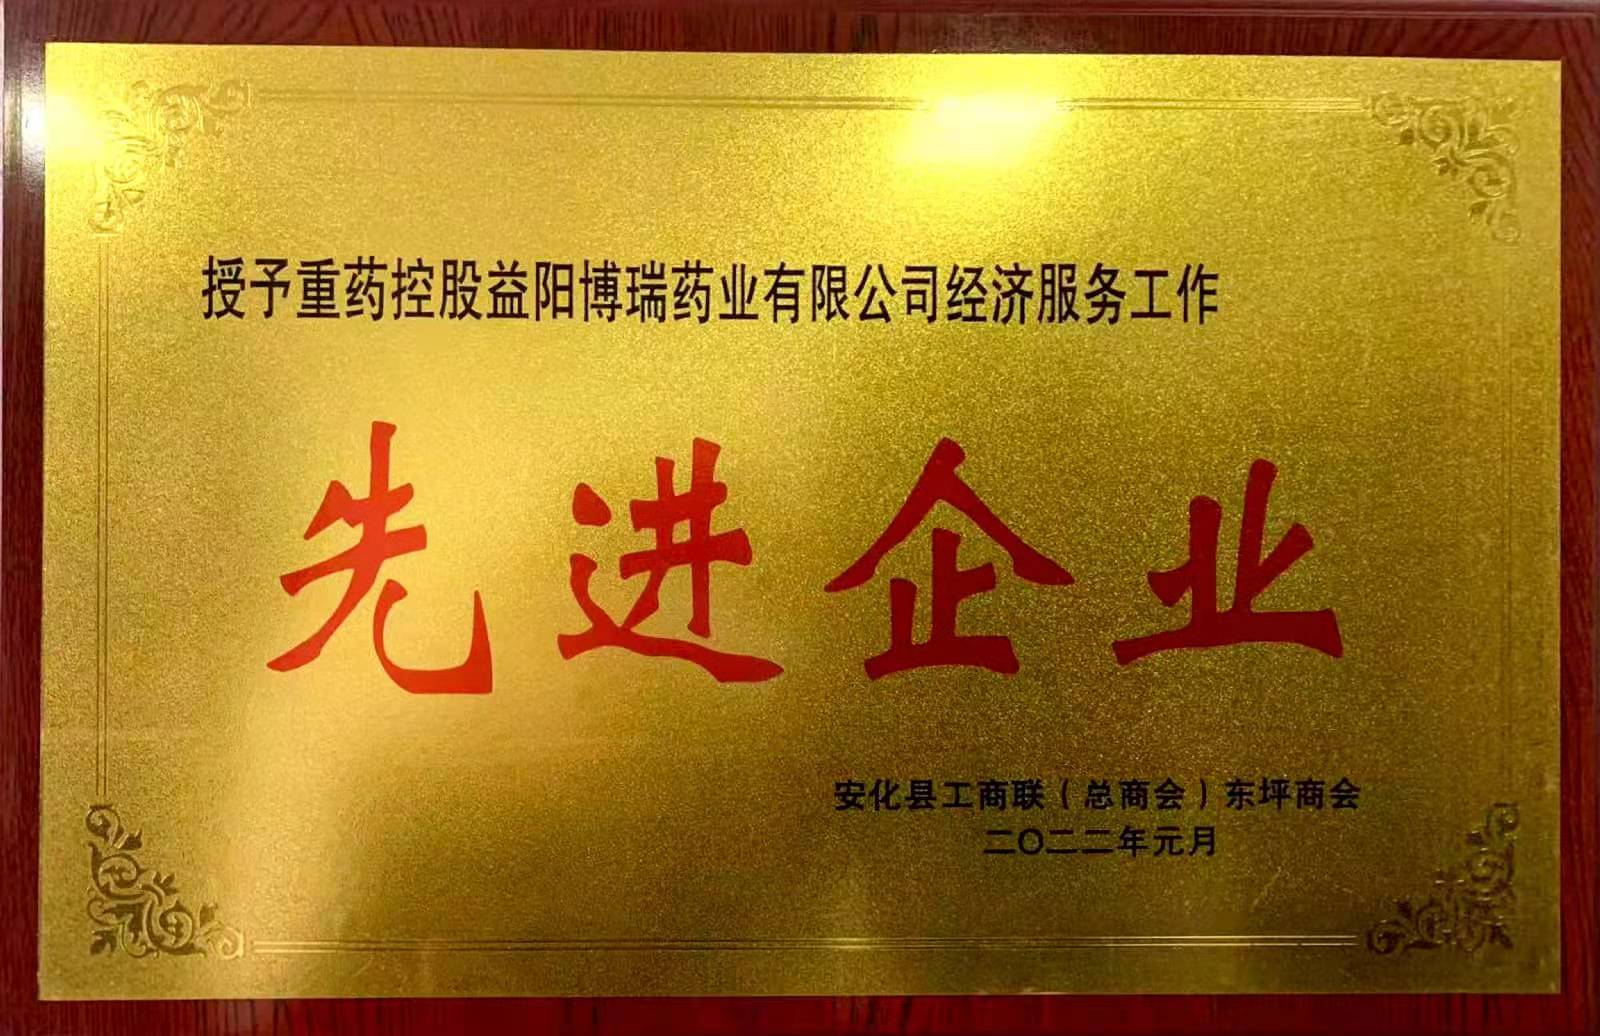 授予重药控股益阳博瑞药业有限公司经济服务工作
先进企业
安化县工商联（总商会）东坪商会
二〇二二年元月